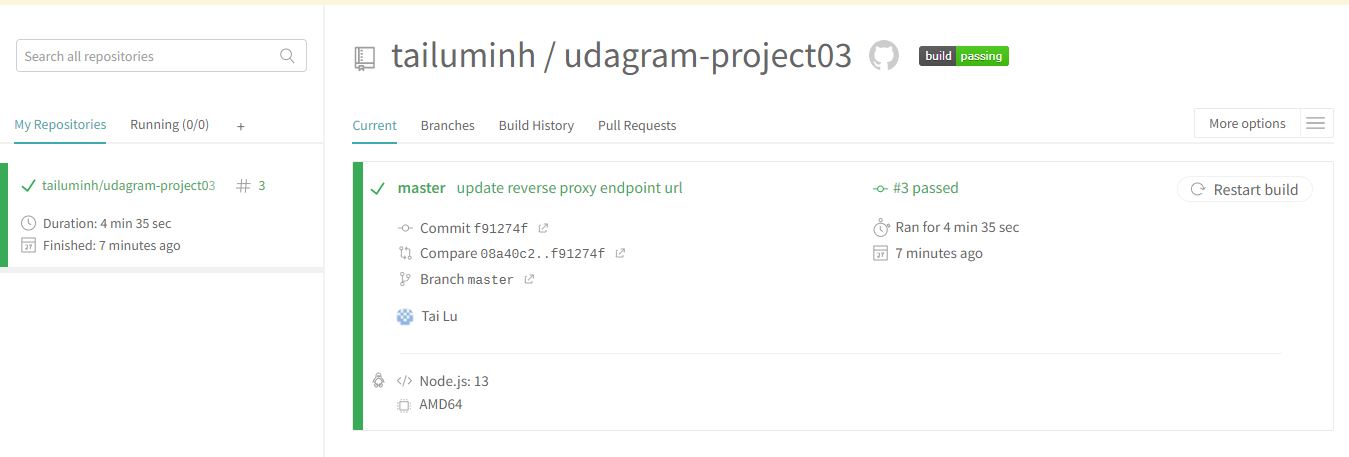 Search all repositories
My Repositories Running (0/0) +
tailuminh/udagram-project03 # 3
Duration: 4 min 35 sec
27 Finished: 7 minutes ago
tailuminh / udagram-project03 build passing
Current Branches Build History Pull Requests More options
master update reverse proxy endpoint url #3 passed Restart build
Commit f91274f Ran for 4 min 35 sec
Compare 08a40c2..f91274f 27 7 minutes ago
Branch master
Tai Lu
</> Node.js: 13
AMD64